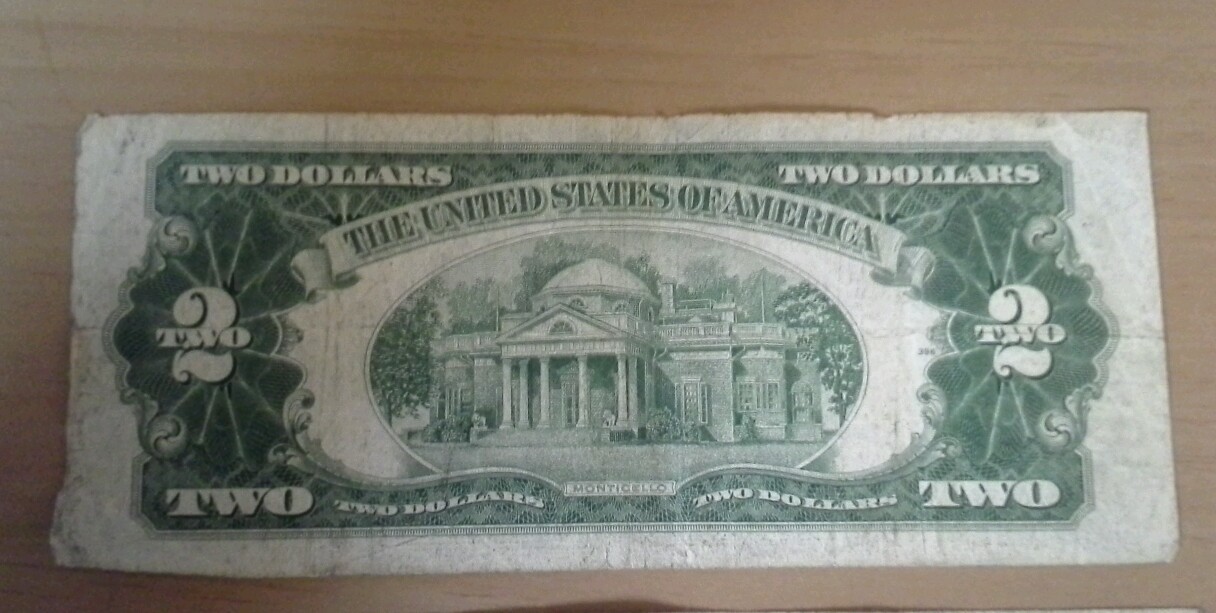 TWO DOLLARS TWO DOLLARS
THE UNITED STATES OF AMERICA
2 2
TWO TWO
MONTICELLO
TWO TWO DOLLARS TWO DOLLARS TWO